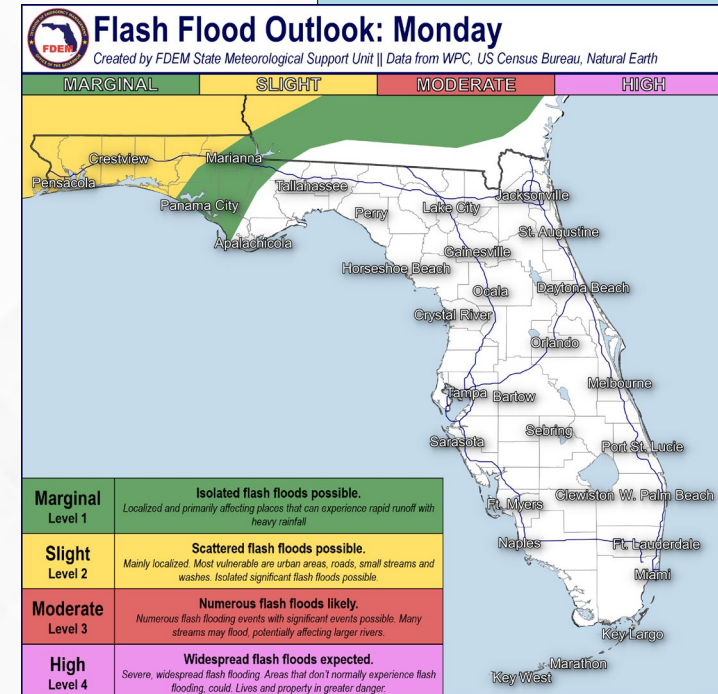 Flash Flood Outlook: Monday
FDEM
Created by FDEM State Meteorological Support Unit || Data from WPC, US Census Bureau, Natural Earth
MARGINAL SLIGHT MODERATE HIGH
Crestview
Marianna
Pensacola
Tallahassee
Jacksonville
Panama City
Perry
Lake City
St. Augustine
Apalachicola
Gainesville
Horseshoe Beach
Ocala
Daytona Beach
Crystal River
Orlando
Melbourne
Tampa
Bartow
Sebring
Sarasota
Port St. Lucie
Ft. Myers
Clewiston
W. Palm Beach
Naples
Ft. Lauderdale
Miami
Key Largo
Marathon
Key West
Marginal
Level 1
Isolated flash floods possible.
Localized and primarily affecting places that can experience rapid runoff with
heavy rainfall
Slight
Level 2
Scattered flash floods possible.
Mainly localized. Most vulnerable are urban areas, roads, small streams and
washes. Isolated significant flash floods possible.
Moderate
Level 3
Numerous flash floods likely.
Numerous flash flooding events with significant events possible. Many
streams may flood, potentially affecting larger rivers.
High
Level 4
Widespread flash floods expected.
Severe, widespread flash flooding. Areas that don't normally experience flash
flooding, could. Lives and property in greater danger.